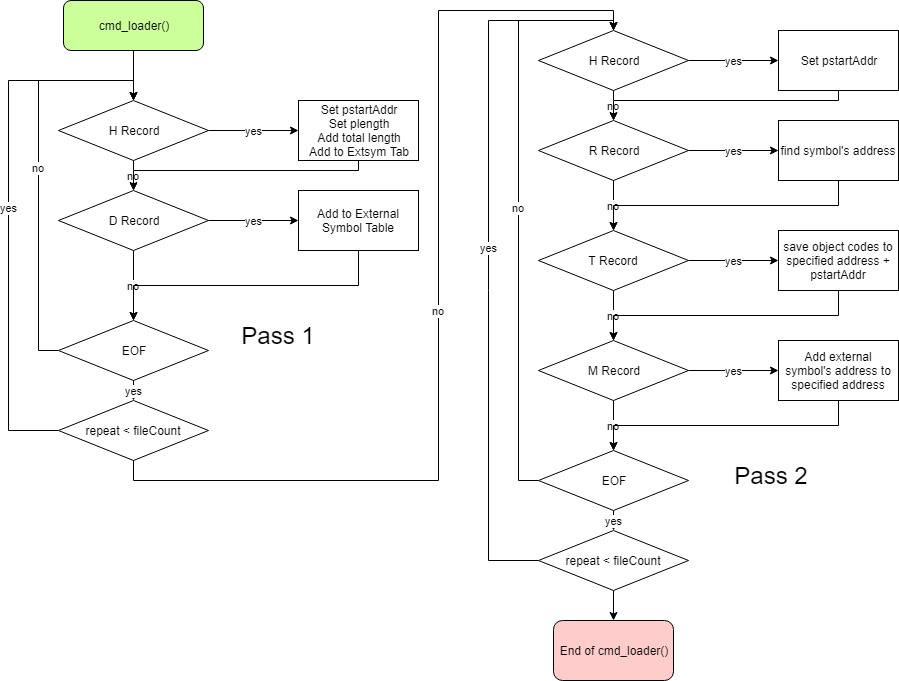 cmd_loader()
H Record
yes
Set pstartAddr
Set plength
Add total length
Add to Extsym Tab
no
no
D Record
yes
Add to External
Symbol Table
yes
no
EOF
Pass 1
yes
repeat < fileCount
no
H Record
yes
Set pstartAddr
no
R Record
yes
find symbol's address
no
no
yes
T Record
yes
save object codes to
specified address +
pstartAddr
no
M Record
yes
Add external
symbol's address to
specified address
no
EOF
Pass 2
yes
repeat < fileCount
End of cmd_loader()